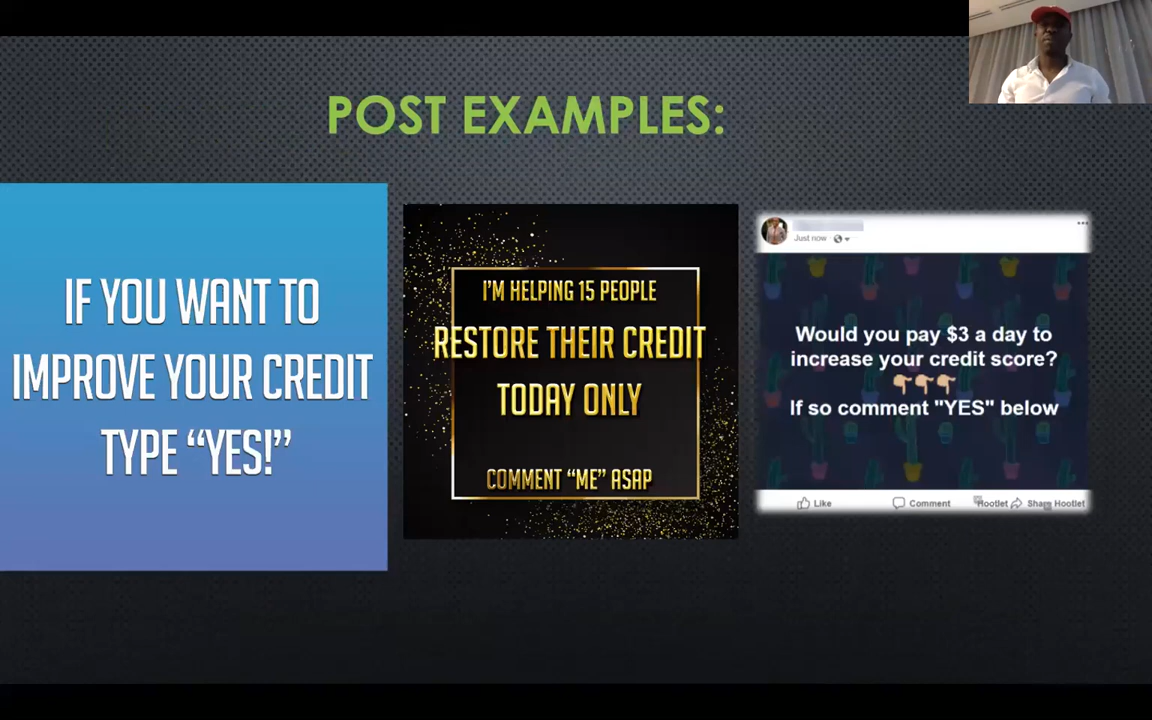 POST EXAMPLES:
IF YOU WANT TO
IMPROVE YOUR CREDIT
TYPE “YES!”
I'M HELPING 15 PEOPLE
RESTORE THEIR CREDIT
TODAY ONLY
COMMENT “ME” ASAP
Just now
Would you pay $3 a day to
increase your credit score?
If so comment "YES" below
Like
Comment
Hootlet
Share
Hootlet